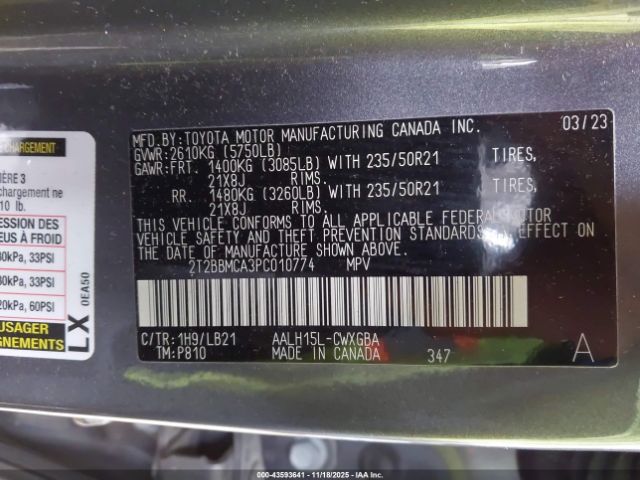 CHARGEMENT
IÈRE 3
chargement ne
10 lb.
RESSION DES
EUS À FROID
30kPa, 33PSI
30kPa, 33PSI
20kPa, 60PSI
USAGER
GNEMENTS
LX 0EA50
MFD.BY:TOYOTA MOTOR MANUFACTURING CANADA INC. 03/23
GVWR:2610KG (5750LB)
GAWR:FRT. 1400KG (3085LB) WITH 235/50R21 TIRES,
21X8J RIMS.
RR. 1480KG (3260LB) WITH 235/50R21 TIRES,
21X8J RIMS.
THIS VEHICLE CONFORMS TO ALL APPLICABLE FEDERAL MOTOR
VEHICLE SAFETY AND THEFT PREVENTION STANDARDS IN EFFECT ON
THE DATE OF MANUFACTURE SHOWN ABOVE.
2T2BBMCA3PC010774 MPV
C/TR:1H9/LB21 AALH15L-CWXGBA
TM:P810 MADE IN CANADA 347 A
000-43593641 - 11/18/2025 - IAA, Inc.